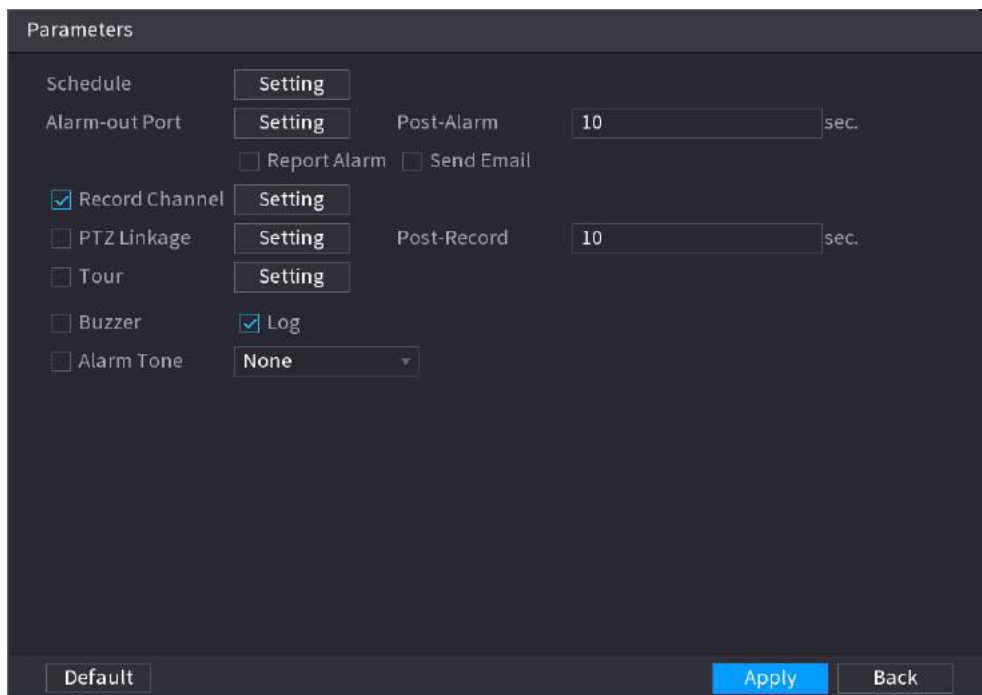 Parameters
Schedule Setting
Alarm-out Port Setting Post-Alarm 10 sec.
Report Alarm Send Email
Record Channel Setting
PTZ Linkage Setting Post-Record 10 sec.
Tour Setting
Buzzer Log
Alarm Tone None
Default Apply Back